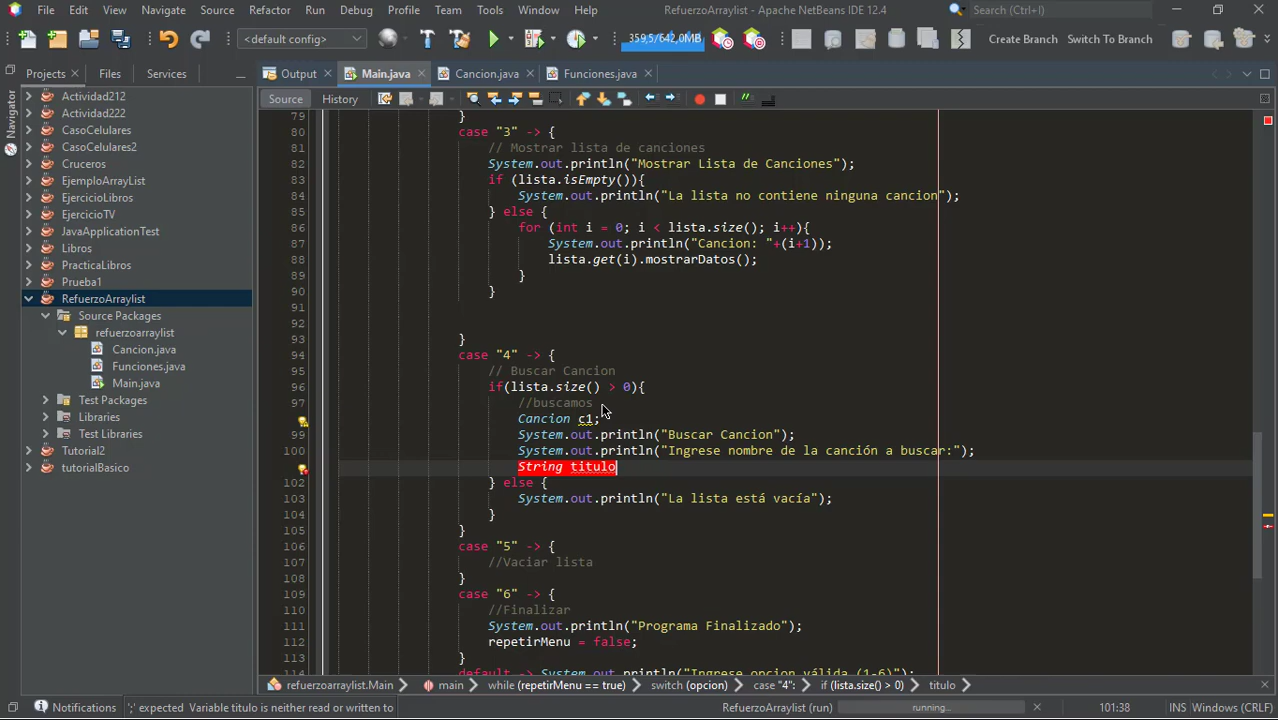 File Edit View Navigate Source Refactor Run Debug Profile Team Tools Window Help RefuerzoArraylist - Apache NetBeans IDE 12.4 Search (Ctrl+I)
<default config> 359,5/642,0MB Create Branch Switch To Branch
Projects Files Services Output Main.java Cancion.java Funciones.java
Source History
Navigator
Actividad212
Actividad222
CasoCelulares
CasoCelulares2
Cruceros
EjemploArrayList
EjercicioLibros
EjercicioTV
JavaApplicationTest
Libros
PracticaLibros
Prueba1
RefuerzoArraylist
Source Packages
refuerzoarraylist
Cancion.java
Funciones.java
Main.java
Test Packages
Libraries
Test Libraries
Tutorial2
tutorialBasico
79 }
80 case "3" -> {
81 // Mostrar lista de canciones
82 System.out.println("Mostrar Lista de Canciones");
83 if (lista.isEmpty()){
84 System.out.println("La lista no contiene ninguna cancion");
85 } else {
86 for (int i = 0; i < lista.size(); i++){
87 System.out.println("Cancion: "+(i+1));
88 lista.get(i).mostrarDatos();
89 }
90 }
91
92
93 }
94 case "4" -> {
95 // Buscar Cancion
96 if(lista.size() > 0){
97 //buscamos
Cancion c1;
99 System.out.println("Buscar Cancion");
100 System.out.println("Ingrese nombre de la canción a buscar:");
String titulo
102 } else {
103 System.out.println("La lista está vacía");
104 }
105 }
106 case "5" -> {
107 //Vaciar lista
108 }
109 case "6" -> {
110 //Finalizar
111 System.out.println("Programa Finalizado");
112 repetirMenu = false;
113 }
114 default -> System.out.println("Ingrese opcion válida (1-6)");
refuerzoarraylist.Main main while (repetirMenu == true) switch (opcion) case "4": if (lista.size() > 0) titulo
Notifications ';' expected Variable titulo is neither read or written to RefuerzoArraylist (run) running... 101:38 INS Windows (CRLF)